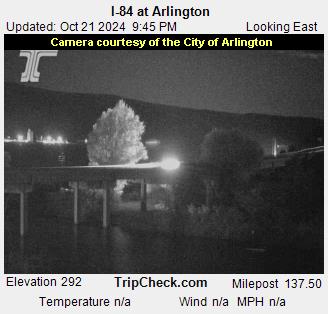 I-84 at Arlington
Updated: Oct 21 2024 9:45 PM Looking East
Camera courtesy of the City of Arlington
Elevation 292 TripCheck.com Milepost 137.50
Temperature n/a Wind n/a MPH n/a